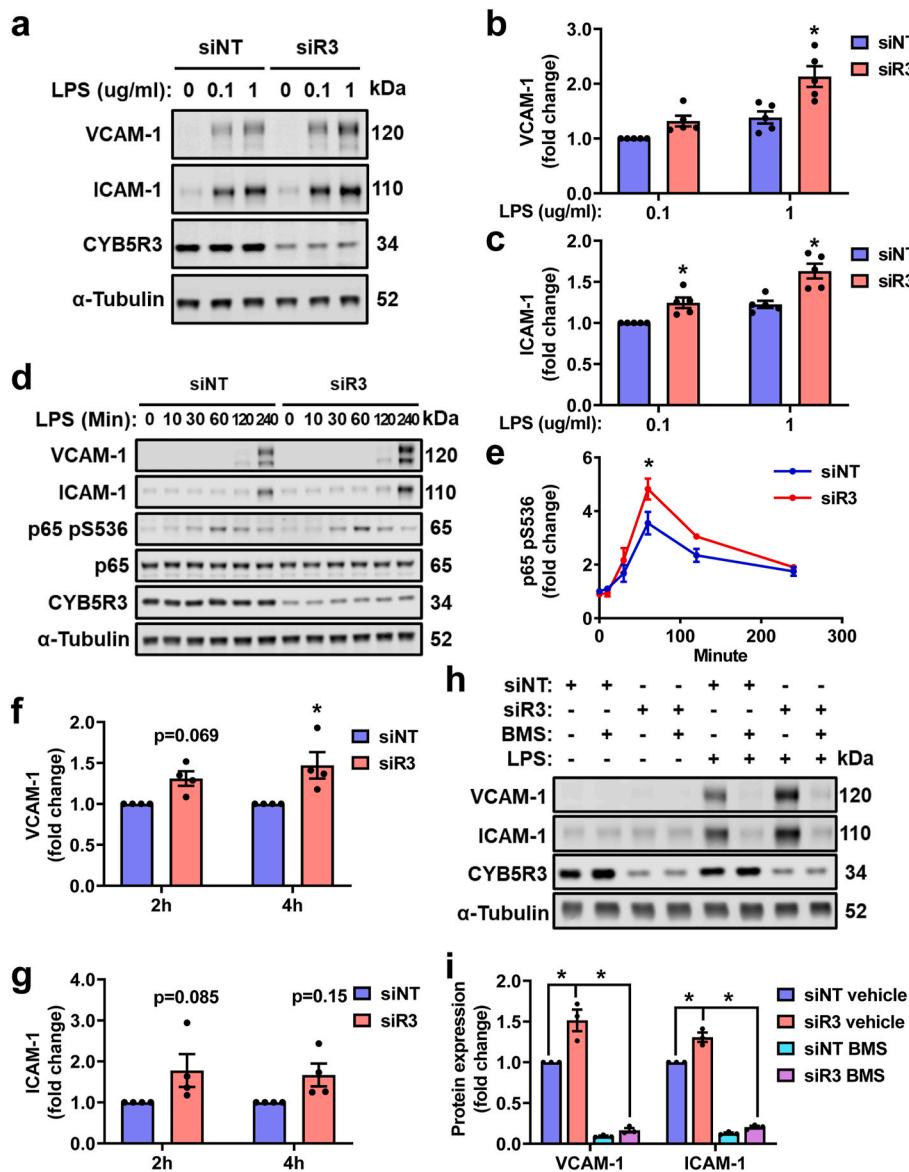 a
siNT siR3
LPS (ug/ml): 0 0.1 1 0 0.1 1 kDa
VCAM-1 120
ICAM-1 110
CYB5R3 34
α-Tubulin 52
b
VCAM-1
(fold change)
3.0
2.0
1.0
0.0
*
siNT
siR3
LPS (ug/ml): 0.1 1
c
ICAM-1
(fold change)
2.0
1.5
1.0
0.5
0.0
*
*
siNT
siR3
LPS (ug/ml): 0.1 1
d
siNT siR3
LPS (Min): 0 10 30 60 120 240 0 10 30 60 120 240 kDa
VCAM-1 120
ICAM-1 110
p65 pS536 65
p65 65
CYB5R3 34
α-Tubulin 52
e
p65 pS536
(fold change)
6
4
2
0
*
siNT
siR3
0 100 200 300
Minute
f
VCAM-1
(fold change)
2.0
1.5
1.0
0.5
0.0
p=0.069 *
siNT
siR3
2h 4h
g
ICAM-1
(fold change)
4.0
3.0
2.0
1.0
0.0
p=0.085 p=0.15
siNT
siR3
2h 4h
h
siNT: + + - - + + - -
siR3: - - + + - - + +
BMS: - + - + - + - +
LPS: - - - - + + + + kDa
VCAM-1 120
ICAM-1 110
CYB5R3 34
α-Tubulin 52
i
Protein expression
(fold change)
2.0
1.5
1.0
0.5
0.0
* * * *
siNT vehicle
siR3 vehicle
siNT BMS
siR3 BMS
VCAM-1 ICAM-1